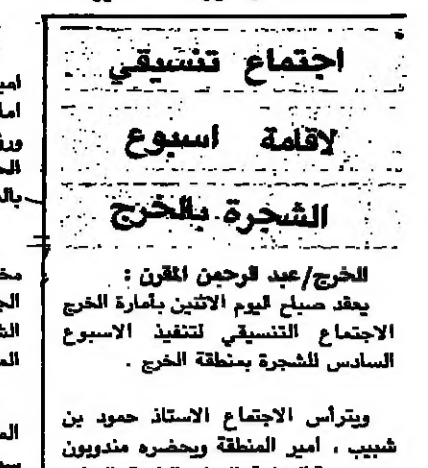 اجتماع تنسيقي
لاقامة اسبوع
الشجرة بالخرج
الخرج/عبد الرحمن المقرن :
يعقد صباح اليوم الاثنين بأمارة الخرج
الاجتماع التنسيقي لتنفيذ الاسبوع
السادس للشجرة بمنطقة الخرج .
ويترأس الاجتماع الاستاذ حمود بن
شبيب ، أمير المنطقة ويحضره مندوبون